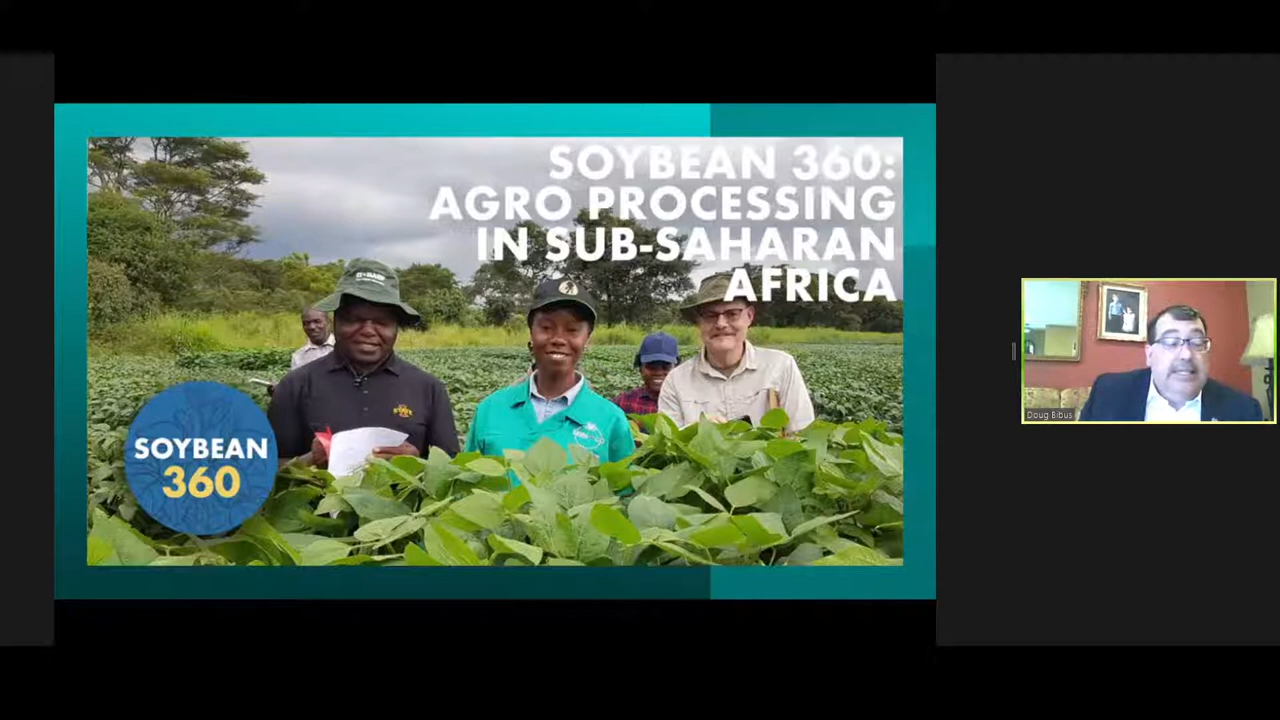 SOYBEAN 360:
AGRO PROCESSING
IN SUB-SAHARAN
AFRICA
SOYBEAN
360
Doug Bibus